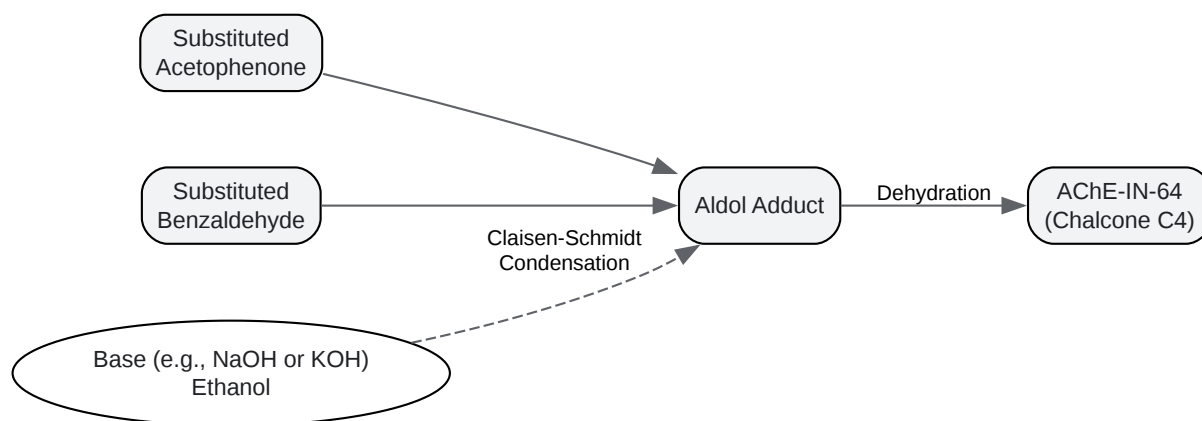 Substituted
Acetophenone
Substituted
Benzaldehyde
Aldol Adduct
Dehydration
AChE-IN-64
(Chalcone C4)
Claisen-Schmidt
Condensation
Base (e.g., NaOH or KOH)
Ethanol